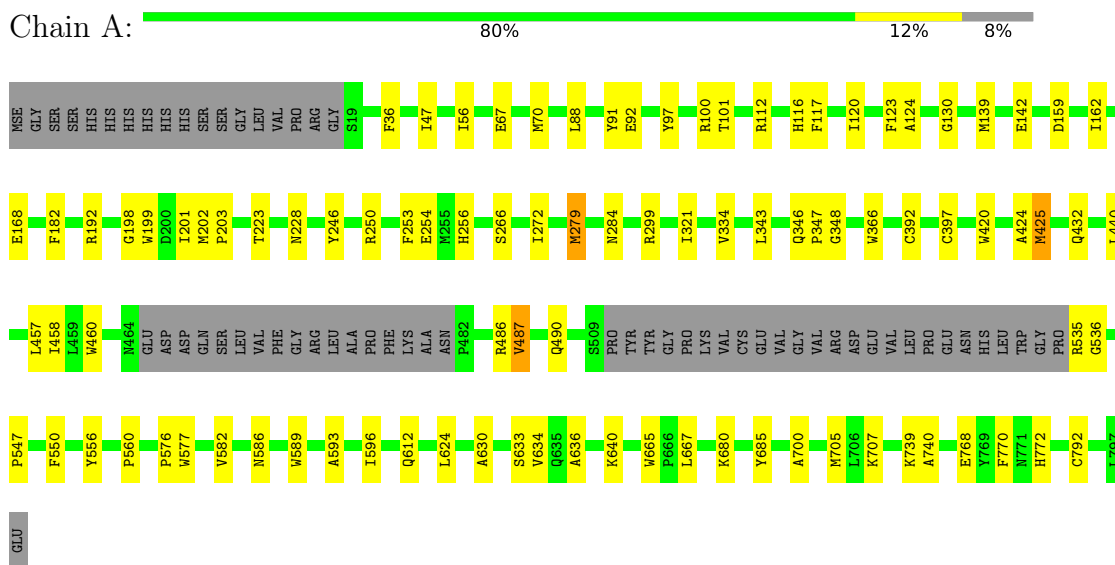 Chain A:
80% 12% 8%
MSE GLY SER SER HIS HIS HIS HIS HIS HIS SER SER GLY LEU VAL PRO ARG GLY S19 F36 I47 I56 E67 M70 L88 Y91 E92 Y97 R100 T101 R112 H116 F117 I120 F123 A124 G130 M139 E142 D159 I162
E168 F182 R192 G198 W199 D200 I201 M202 P203 T223 N228 Y246 R250 F253 E254 M255 H256 S266 I272 M279 N284 R299 I321 V334 L343 Q346 P347 G348 W366 C392 C397 W420 A424 M425 Q432
L457 I458 L459 W460 N464 GLU ASP ASP GLN SER LEU VAL PHE GLY ARG LEU ALA PRO PHE LYS ALA ASN P482 R486 V487 Q490 S509 PRO TYR TYR GLY PRO LYS VAL CYS GLU VAL GLY VAL ARG ASP GLU VAL LEU PRO GLU ASN HIS LEU TRP GLY PRO R535 G536
P547 F550 Y556 P560 P576 W577 V582 N586 W589 A593 I596 Q612 L624 A630 S633 V634 Q635 A636 K640 W665 P666 L667 K680 Y685 A700 M705 L706 K707 K739 A740 E768 Y769 F770 N771 H772 C792 L797
GLU